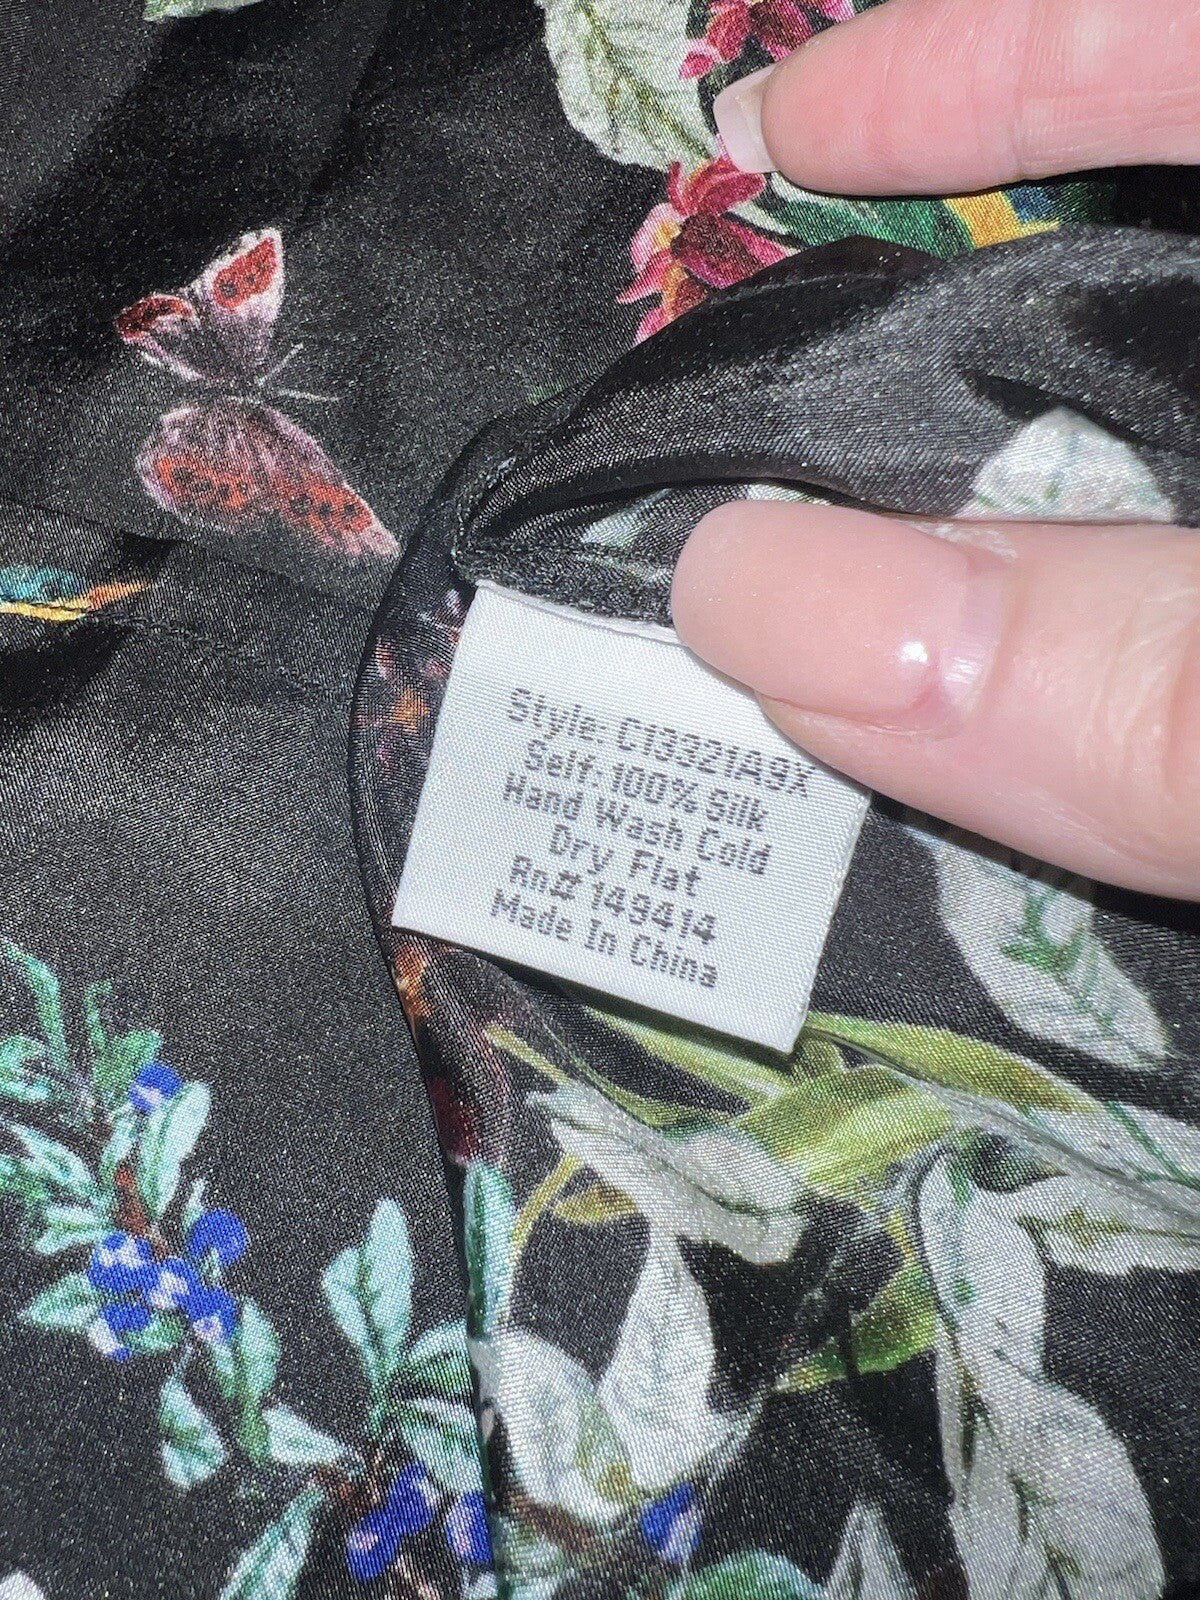 Style: C13321A9X
Self: 100% Silk
Hand Wash Cold
Dry Flat
Rn# 149414
Made In China